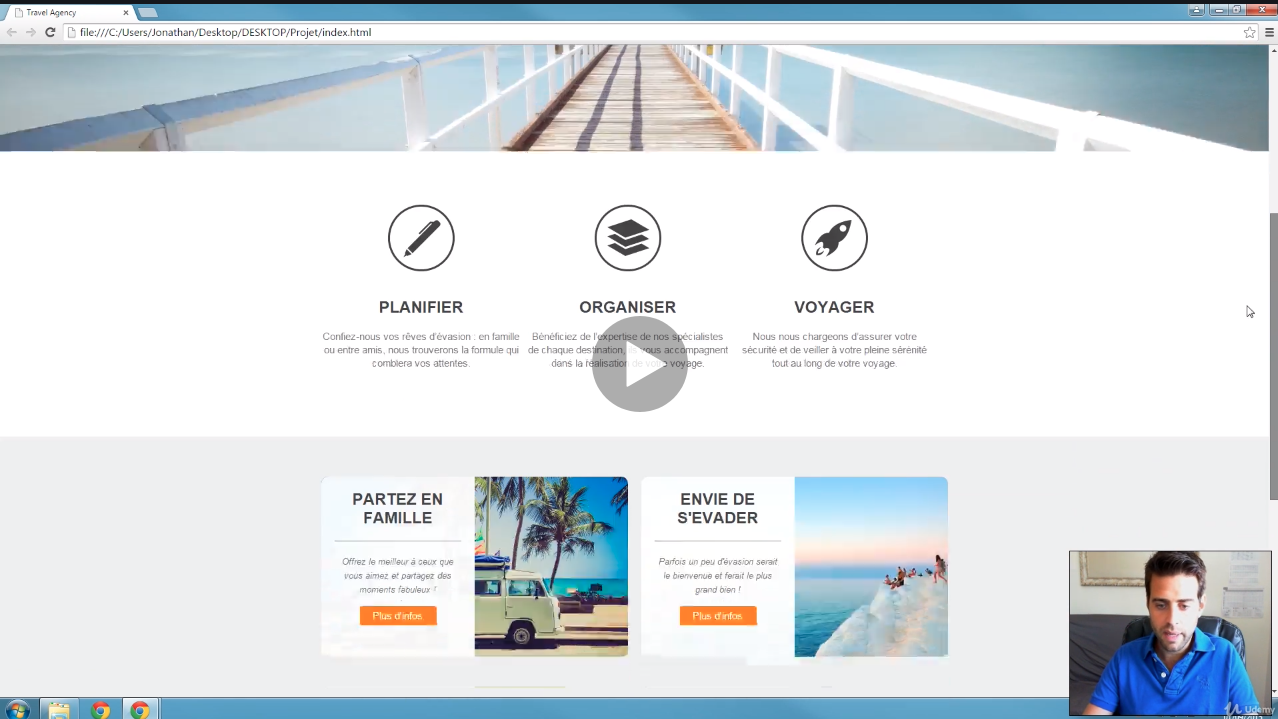 Travel Agency
file:///C:/Users/Jonathan/Desktop/DESKTOP/Projet/index.html
PLANIFIER
Confiez-nous vos rêves d'évasion : en famille
ou entre amis, nous trouverons la formule qui
comblera vos attentes.
ORGANISER
Bénéficiez de l'expertise de nos spécialistes
de chaque destination, ils vous accompagnent
dans la réalisation de votre voyage.
VOYAGER
Nous nous chargeons d'assurer votre
sécurité et de veiller à votre pleine sérénité
tout au long de votre voyage.
PARTEZ EN
FAMILLE
Offrez le meilleur à ceux que
vous aimez et partagez des
moments fabuleux !
Plus d'infos
ENVIE DE
S'EVADER
Parfois un peu d'évasion serait
le bienvenue et ferait le plus
grand bien !
Plus d'infos
Udemy